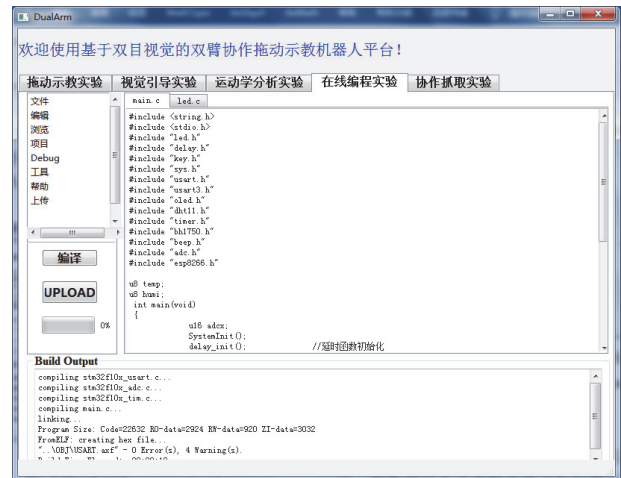 DualArm
欢迎使用基于双目视觉的双臂协作拖动示教机器人平台！
拖动示教实验 视觉引导实验 运动学分析实验 在线编程实验 协作抓取实验
文件
编辑
浏览
项目
Debug
工具
帮助
上传
编译
UPLOAD
0%
main.c led.c
#include <string.h>
#include <stdio.h>
#include "led.h"
#include "delay.h"
#include "key.h"
#include "sys.h"
#include "usart.h"
#include "usart3.h"
#include "oled.h"
#include "dht11.h"
#include "timer.h"
#include "bh1750.h"
#include "beep.h"
#include "adc.h"
#include "esp8266.h"
u8 temp;
u8 humi;
int main(void)
{
u16 adcx;
SystemInit();
delay_init(); //延时函数初始化
Build Output
compiling stm32f10x_usart.c...
compiling stm32f10x_adc.c...
compiling stm32f10x_tim.c...
compiling main.c...
linking...
Program Size: Code=22632 RO-data=2924 RW-data=920 ZI-data=3032
FromELF: creating hex file...
"..\OBJ\USART.axf" - 0 Error(s), 4 Warning(s).